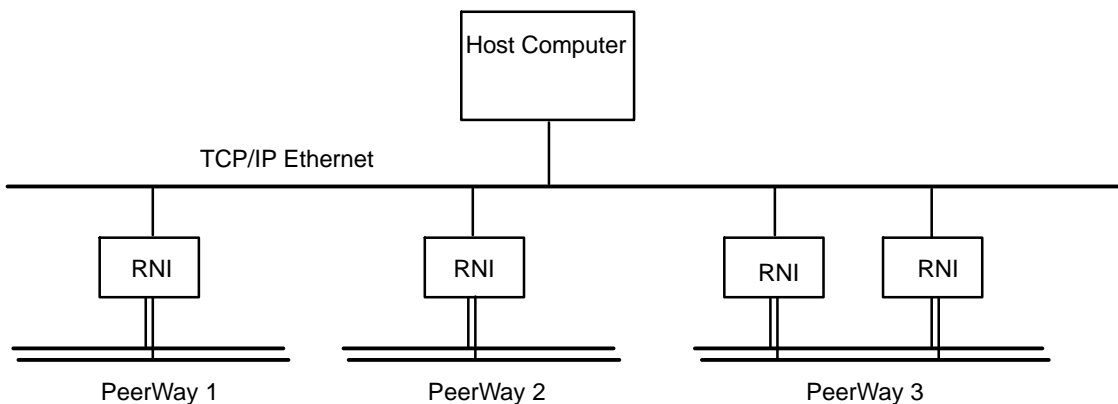 Host Computer
TCP/IP Ethernet
RNI
RNI
RNI
RNI
PeerWay 1
PeerWay 2
PeerWay 3